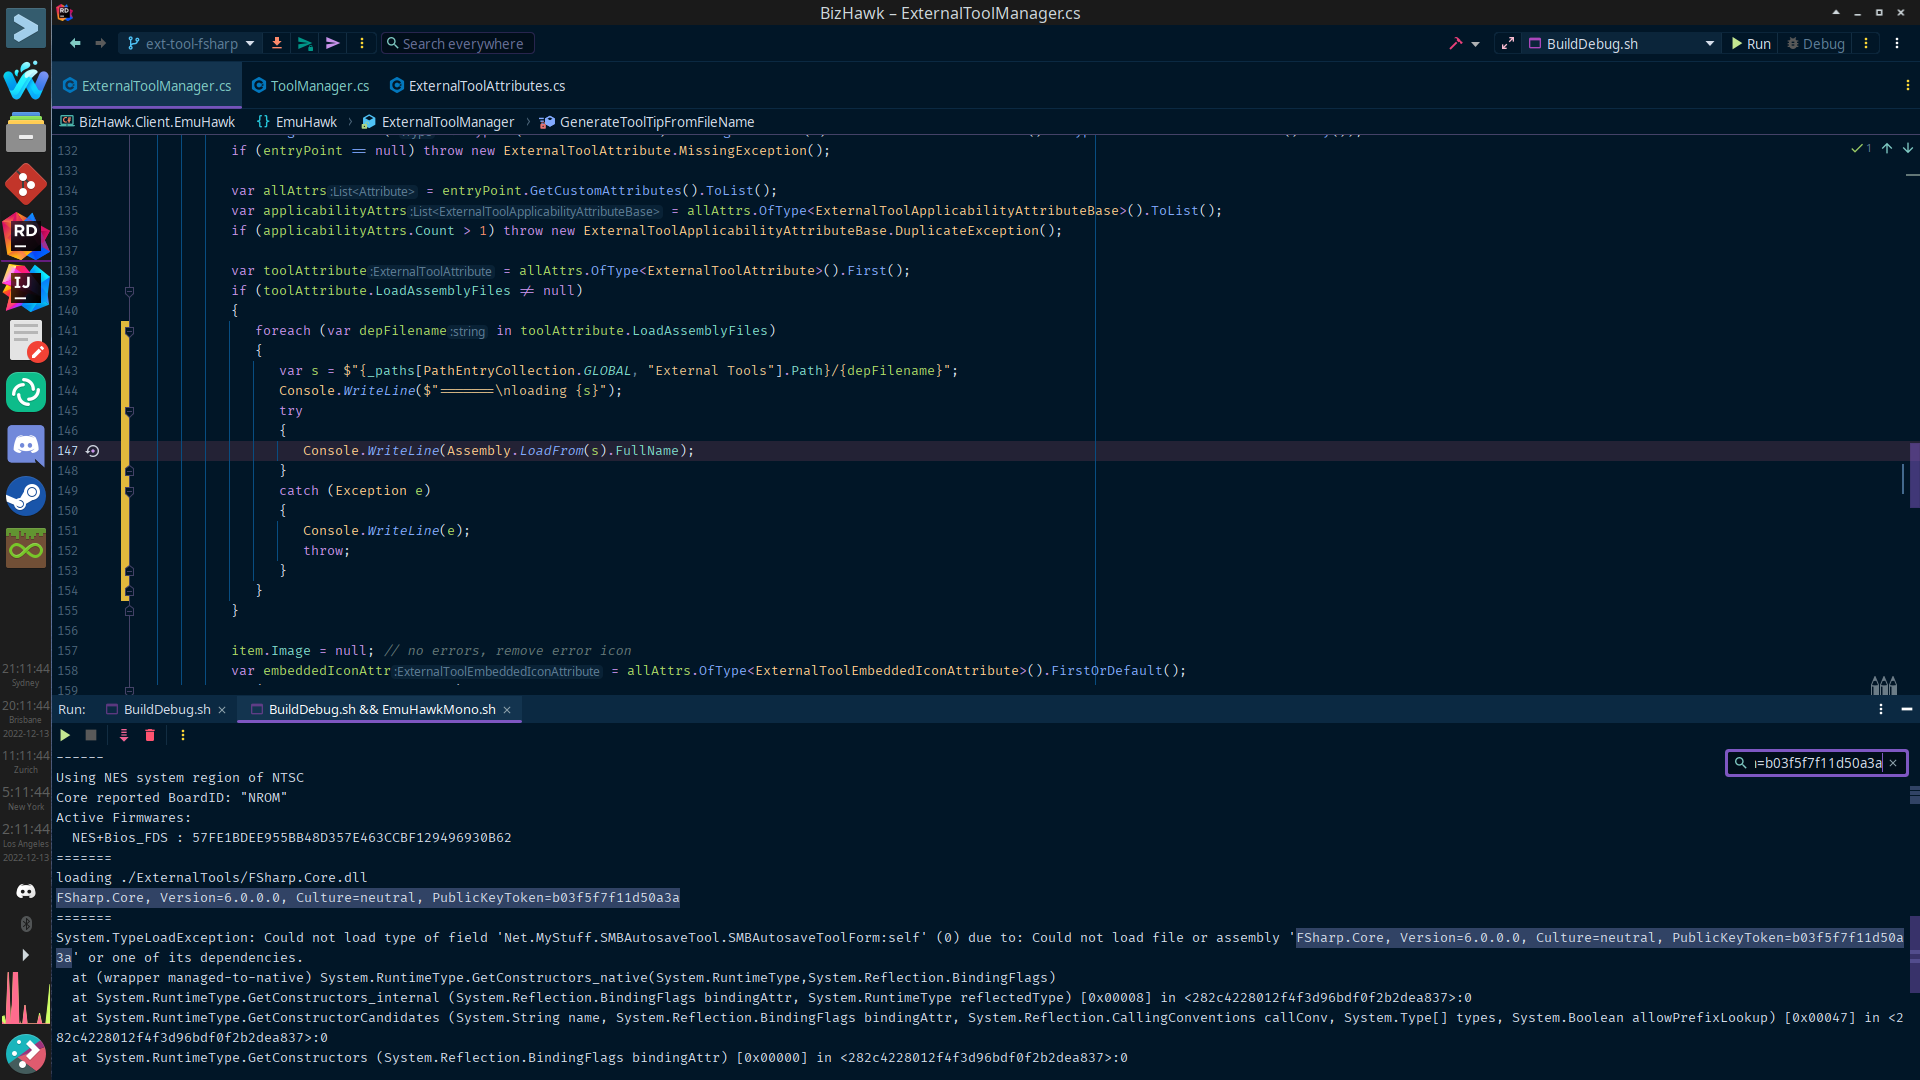 BizHawk – ExternalToolManager.cs
ext-tool-fsharp
Search everywhere
BuildDebug.sh
Run
Debug
ExternalToolManager.cs
ToolManager.cs
ExternalToolAttributes.cs
BizHawk.Client.EmuHawk
{} EmuHawk
ExternalToolManager
GenerateToolTipFromFileName
132 if (entryPoint == null) throw new ExternalToolAttribute.MissingException();
133
134 var allAttrs :List<Attribute> = entryPoint.GetCustomAttributes().ToList();
135 var applicabilityAttrs :List<ExternalToolApplicabilityAttributeBase> = allAttrs.OfType<ExternalToolApplicabilityAttributeBase>().ToList();
136 if (applicabilityAttrs.Count > 1) throw new ExternalToolApplicabilityAttributeBase.DuplicateException();
137
138 var toolAttribute :ExternalToolAttribute = allAttrs.OfType<ExternalToolAttribute>().First();
139 if (toolAttribute.LoadAssemblyFiles ≠ null)
140 {
141 foreach (var depFilename :string in toolAttribute.LoadAssemblyFiles)
142 {
143 var s = $"{_paths[PathEntryCollection.GLOBAL, "External Tools"].Path}/{depFilename}";
144 Console.WriteLine($"=======\nloading {s}");
145 try
146 {
147 Console.WriteLine(Assembly.LoadFrom(s).FullName);
148 }
149 catch (Exception e)
150 {
151 Console.WriteLine(e);
152 throw;
153 }
154 }
155 }
156
157 item.Image = null; // no errors, remove error icon
158 var embeddedIconAttr :ExternalToolEmbeddedIconAttribute = allAttrs.OfType<ExternalToolEmbeddedIconAttribute>().FirstOrDefault();
159
1
RD
IJ
21:11:44
Sydney
20:11:44
Brisbane
2022-12-13
11:11:44
Zurich
5:11:44
New York
2:11:44
Los Angeles
2022-12-13
Run:
BuildDebug.sh
BuildDebug.sh && EmuHawkMono.sh
=b03f5f7f11d50a3a
------
Using NES system region of NTSC
Core reported BoardID: "NROM"
Active Firmwares:
NES+Bios_FDS : 57FE1BDEE955BB48D357E463CCBF129496930B62
=======
loading ./ExternalTools/FSharp.Core.dll
FSharp.Core, Version=6.0.0.0, Culture=neutral, PublicKeyToken=b03f5f7f11d50a3a
=======
System.TypeLoadException: Could not load type of field 'Net.MyStuff.SMBAutosaveTool.SMBAutosaveToolForm:self' (0) due to: Could not load file or assembly 'FSharp.Core, Version=6.0.0.0, Culture=neutral, PublicKeyToken=b03f5f7f11d50a
3a' or one of its dependencies.
at (wrapper managed-to-native) System.RuntimeType.GetConstructors_native(System.RuntimeType,System.Reflection.BindingFlags)
at System.RuntimeType.GetConstructors_internal (System.Reflection.BindingFlags bindingAttr, System.RuntimeType reflectedType) [0x00008] in <282c4228012f4f3d96bdf0f2b2dea837>:0
at System.RuntimeType.GetConstructorCandidates (System.String name, System.Reflection.BindingFlags bindingAttr, System.Reflection.CallingConventions callConv, System.Type[] types, System.Boolean allowPrefixLookup) [0x00047] in <2
82c4228012f4f3d96bdf0f2b2dea837>:0
at System.RuntimeType.GetConstructors (System.Reflection.BindingFlags bindingAttr) [0x00000] in <282c4228012f4f3d96bdf0f2b2dea837>:0